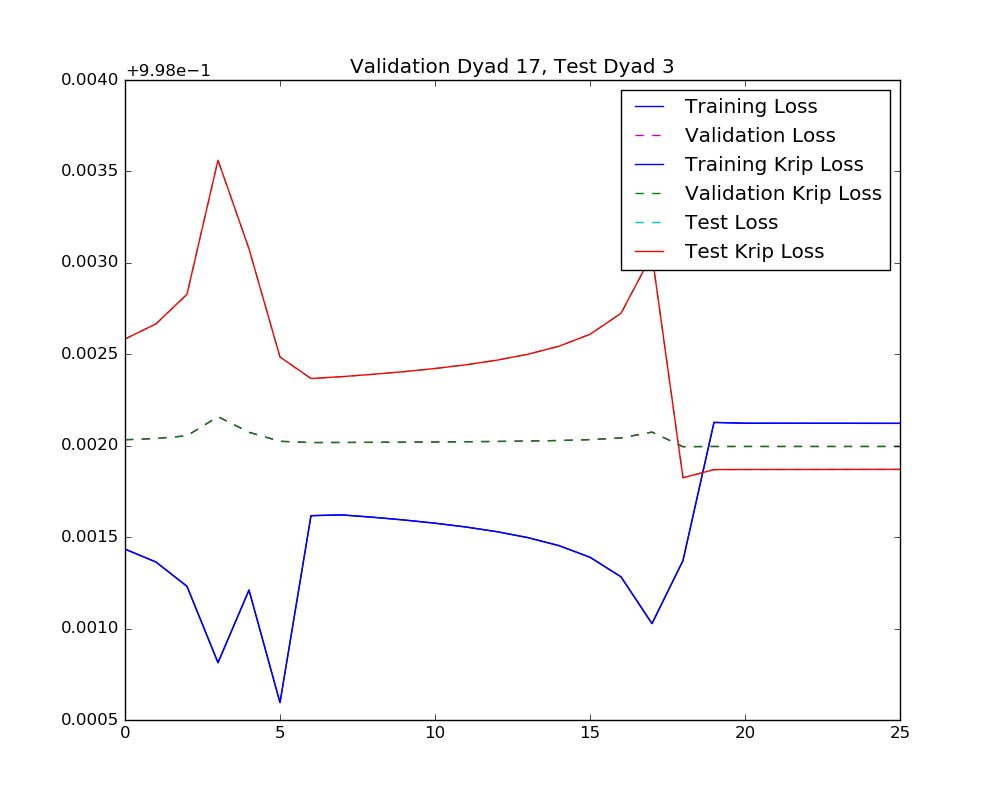 +9.98e−1
Validation Dyad 17, Test Dyad 3
0.0040
0.0035
0.0030
0.0025
0.0020
0.0015
0.0010
0.0005
Training Loss
Validation Loss
Training Krip Loss
Validation Krip Loss
Test Loss
Test Krip Loss
0 5 10 15 20 25